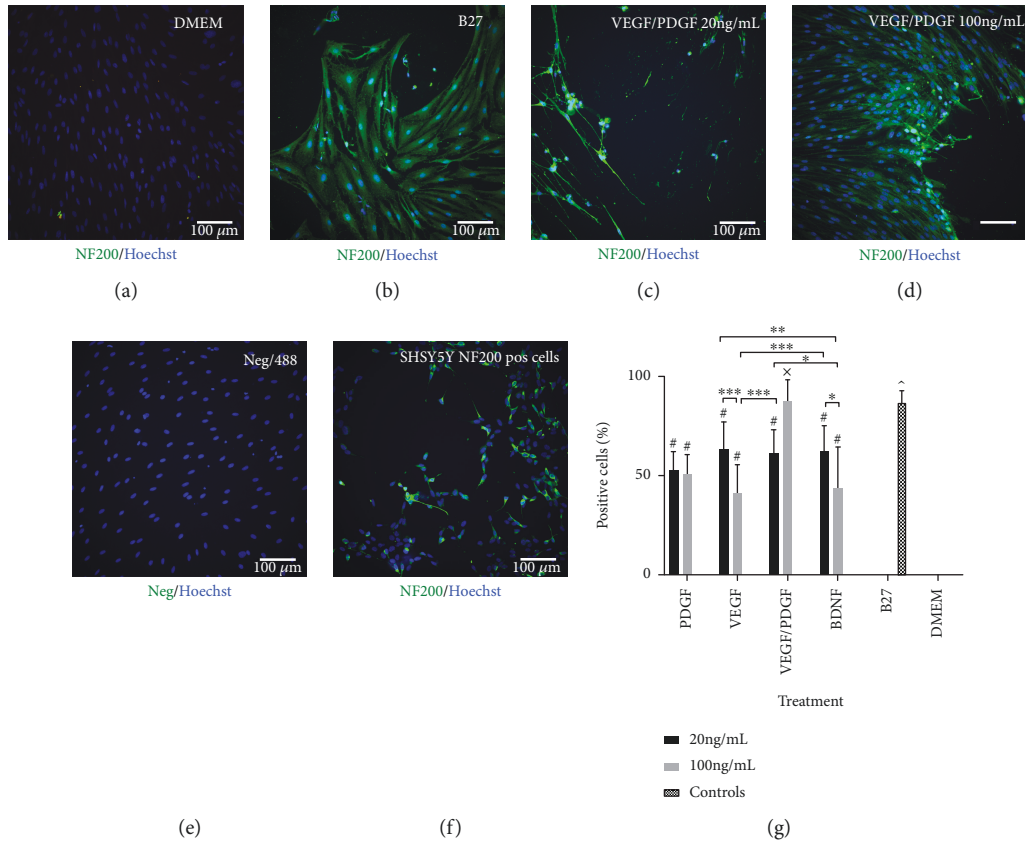 DMEM
100 µm
NF200/Hoechst
(a)
B27
100 µm
NF200/Hoechst
(b)
VEGF/PDGF 20ng/mL
100 µm
NF200/Hoechst
(c)
VEGF/PDGF 100ng/mL
NF200/Hoechst
(d)
Neg/488
100 µm
Neg/Hoechst
(e)
SHSY5Y NF200 pos cells
100 µm
NF200/Hoechst
(f)
**
***
*
×
^
*** *** *
# # # # # # #
100
50
0
Positive cells (%)
PDGF
VEGF
VEGF/PDGF
BDNF
B27
DMEM
Treatment
20ng/mL
100ng/mL
Controls
(g)